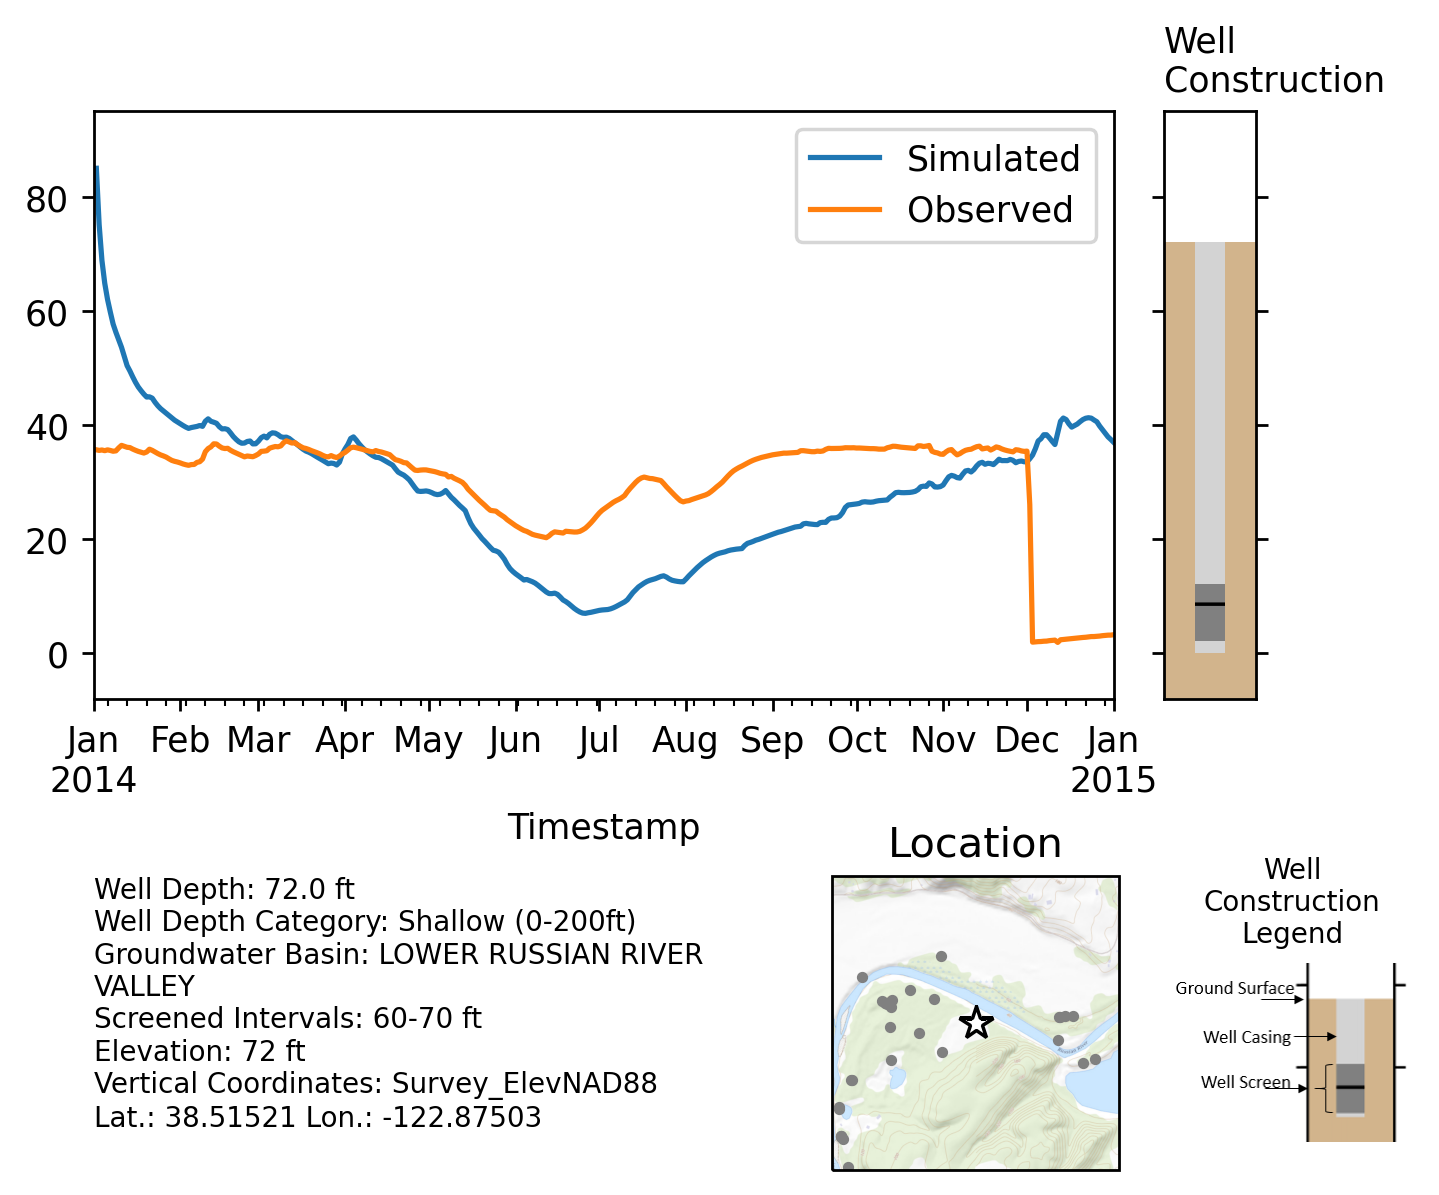 Well
Construction
Simulated
Observed
80
60
40
20
0
Jan Feb Mar Apr May Jun Jul Aug Sep Oct Nov Dec Jan
2014 2015
Timestamp
Well Depth: 72.0 ft
Well Depth Category: Shallow (0-200ft)
Groundwater Basin: LOWER RUSSIAN RIVER
VALLEY
Screened Intervals: 60-70 ft
Elevation: 72 ft
Vertical Coordinates: Survey_ElevNAD88
Lat.: 38.51521 Lon.: -122.87503
Location
Russian River
Well
Construction
Legend
Ground Surface
Well Casing
Well Screen